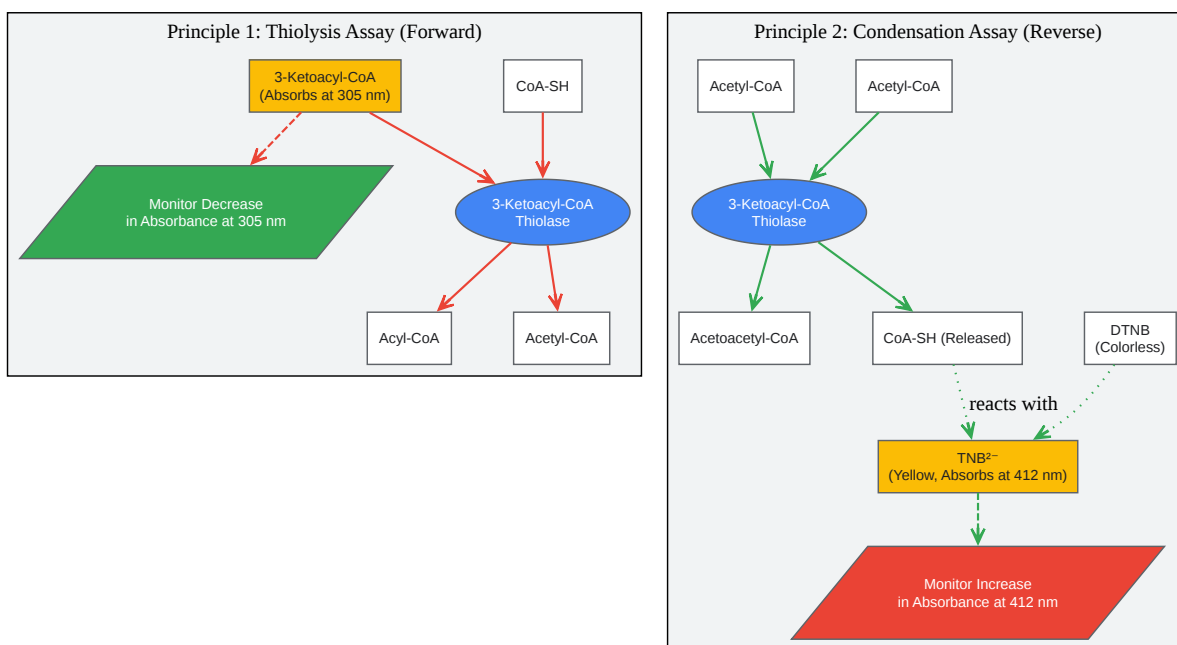 Principle 1: Thiolysis Assay (Forward)
3-Ketoacyl-CoA
(Absorbs at 305 nm)
CoA-SH
Monitor Decrease
in Absorbance at 305 nm
3-Ketoacyl-CoA
Thiolase
Acyl-CoA
Acetyl-CoA
Principle 2: Condensation Assay (Reverse)
Acetyl-CoA
Acetyl-CoA
3-Ketoacyl-CoA
Thiolase
Acetoacetyl-CoA
CoA-SH (Released)
DTNB
(Colorless)
reacts with
TNB²⁻
(Yellow, Absorbs at 412 nm)
Monitor Increase
in Absorbance at 412 nm